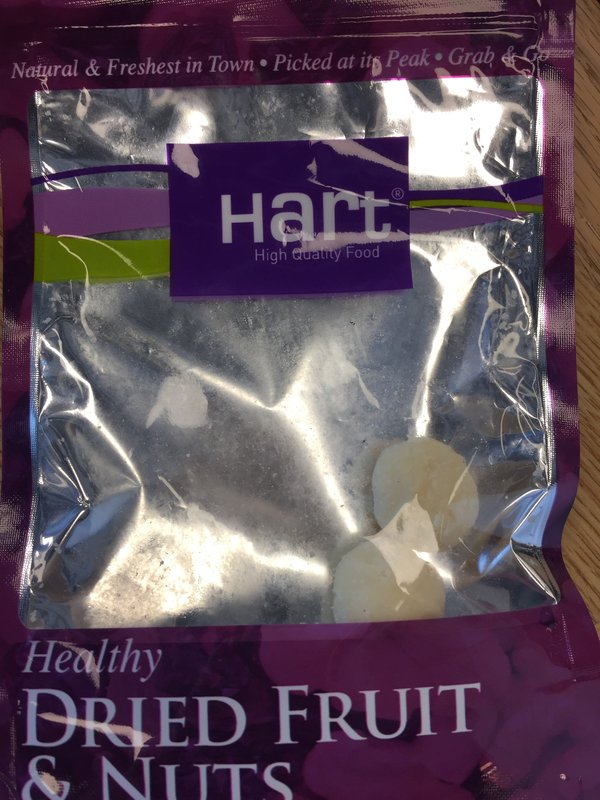 Natural & Freshest in Town • Picked at its Peak • Grab & Go
Hart®
High Quality Food
Healthy
DRIED FRUIT
& NUTS